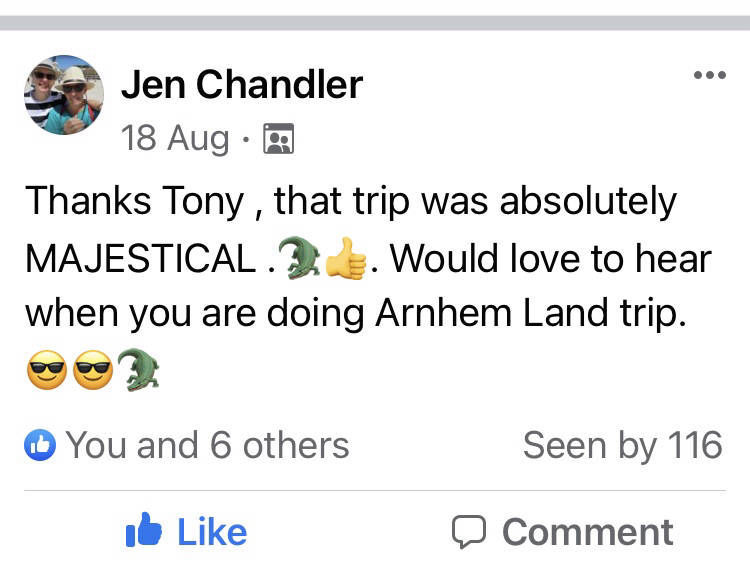 Jen Chandler
18 Aug ·
Thanks Tony , that trip was absolutely
MAJESTICAL .🐊👍. Would love to hear
when you are doing Arnhem Land trip.
😎😎🐊
You and 6 others
Seen by 116
Like
Comment